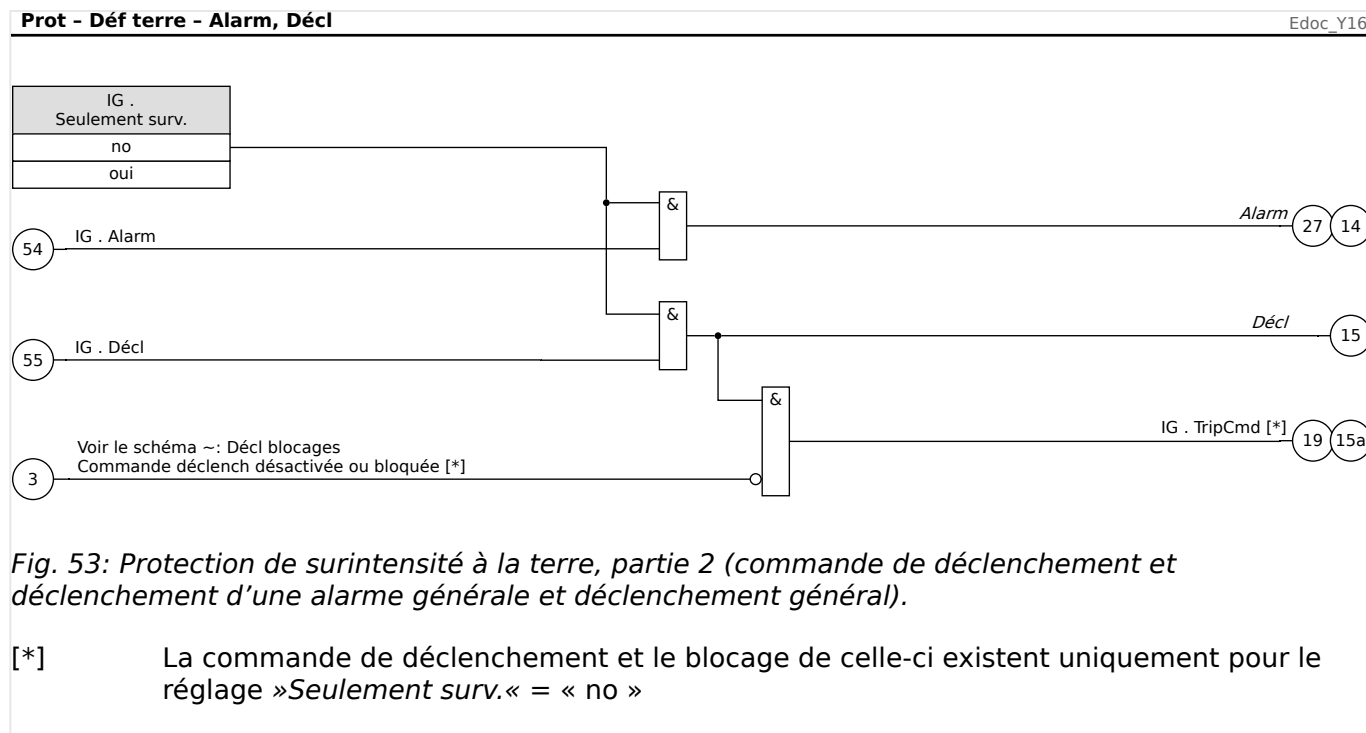 Prot – Déf terre – Alarm, Décl
Edoc_Y16
IG .
Seulement surv.
no
oui
&
Alarm
27
14
54
IG . Alarm
&
Décl
15
55
IG . Décl
&
IG . TripCmd [*]
19
15a
Voir le schéma ~: Décl blocages
Commande déclench désactivée ou bloquée [*]
3
Fig. 53: Protection de surintensité à la terre, partie 2 (commande de déclenchement et
déclenchement d’une alarme générale et déclenchement général).
[*] La commande de déclenchement et le blocage de celle-ci existent uniquement pour le
réglage »Seulement surv.« = « no »